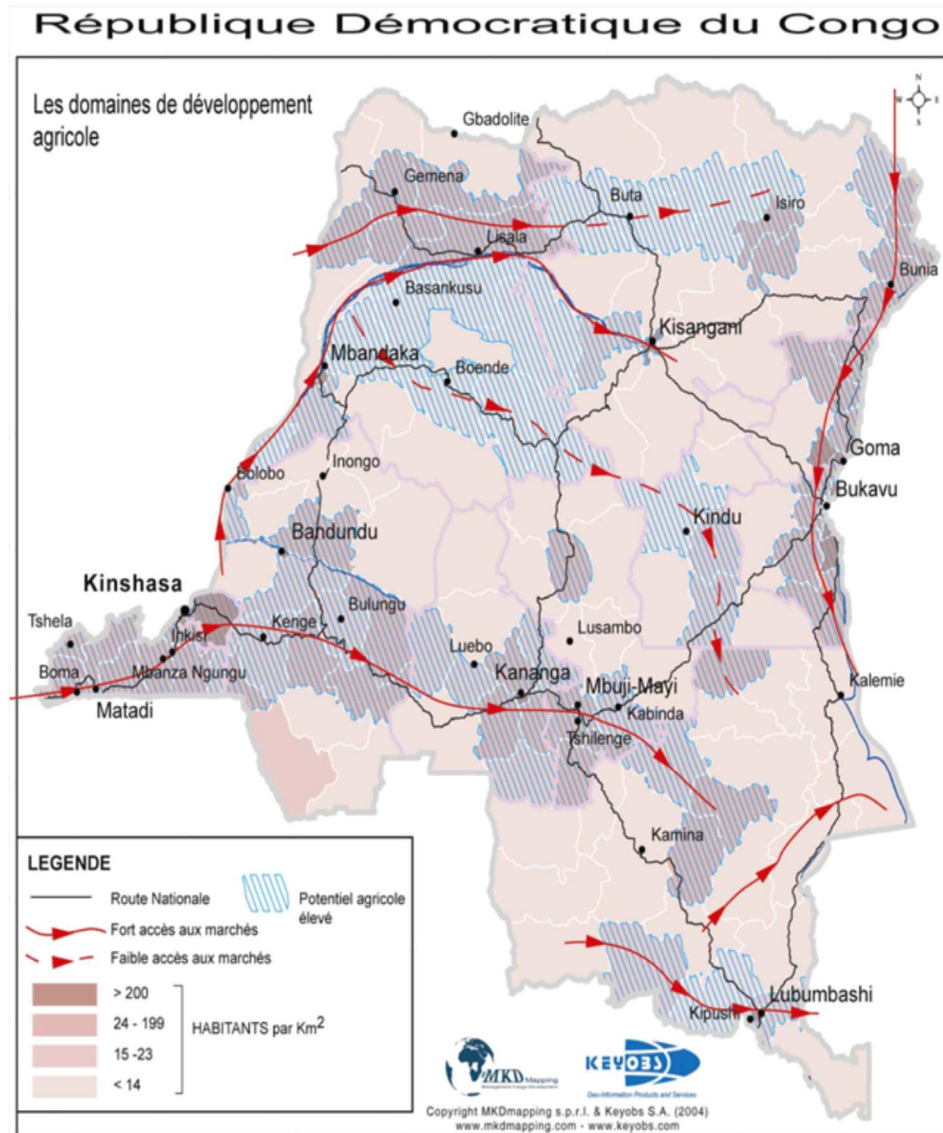 République Démocratique du Congo
Les domaines de développement
agricole
N
W E
S
Gbadolite
Gemena
Buta
Isiro
Lisala
Bunia
Basankusu
Kisangani
Mbandaka
Boende
Goma
Inongo
Bolobo
Bukavu
Kindu
Bandundu
Kinshasa
Tshela
Inkisi
Kenge
Bulungu
Lusambo
Luebo
Boma
Mbanza Ngungu
Kananga
Mbuji-Mayi
Kalemie
Matadi
Kabinda
Tshilenge
Kamina
LEGENDE
Route Nationale
Potentiel agricole
élevé
Fort accès aux marchés
Faible accès aux marchés
> 200
24 - 199
HABITANTS par Km²
15 -23
< 14
Lubumbashi
Kipushi
MKD Mapping
Management Kongo Development
KEYOBS
Geo-Information Products and Services
Copyright MKDmapping s.p.r.l. & Keyobs S.A. (2004)
www.mkdmapping.com - www.keyobs.com